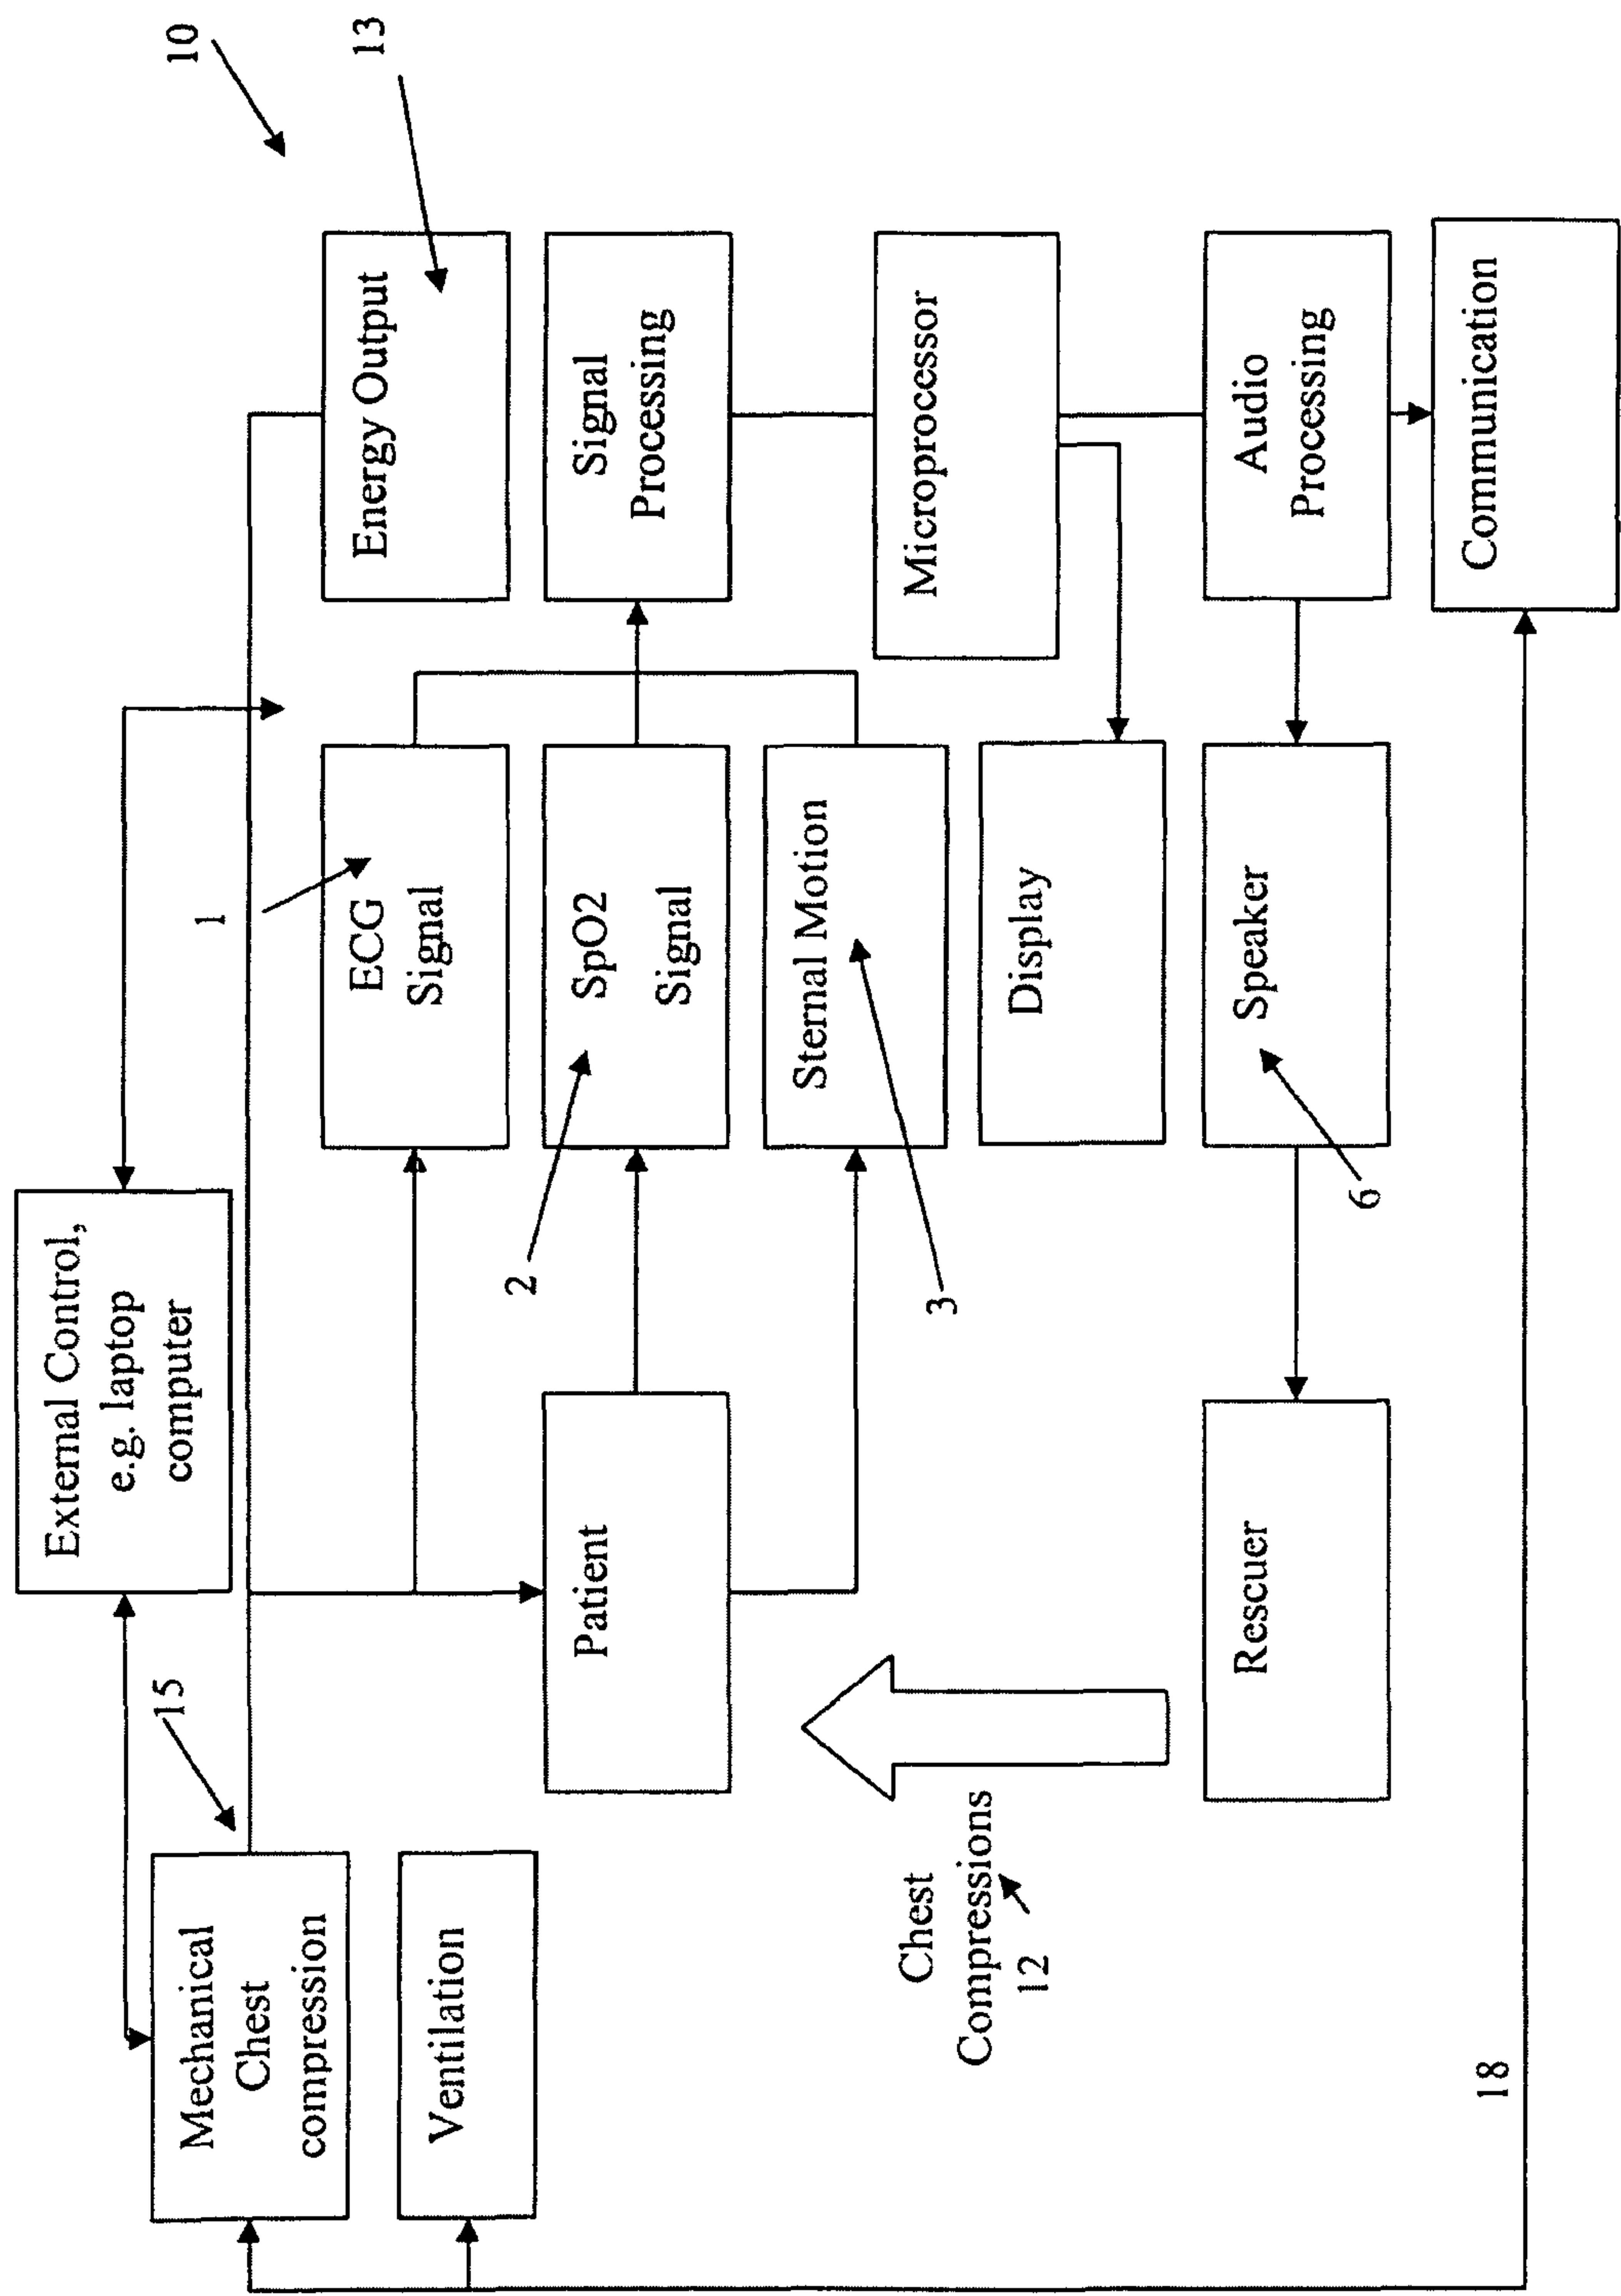 10
13
External Control,
e.g. laptop
computer
15
Mechanical
Chest
compression
Energy Output
1
ECG
Signal
Ventilation
Signal
Processing
SpO2
Signal
2
Patient
Sternal Motion
3
Microprocessor
Chest
Compressions
12
Display
Audio
Processing
Speaker
6
Rescuer
Communication
18